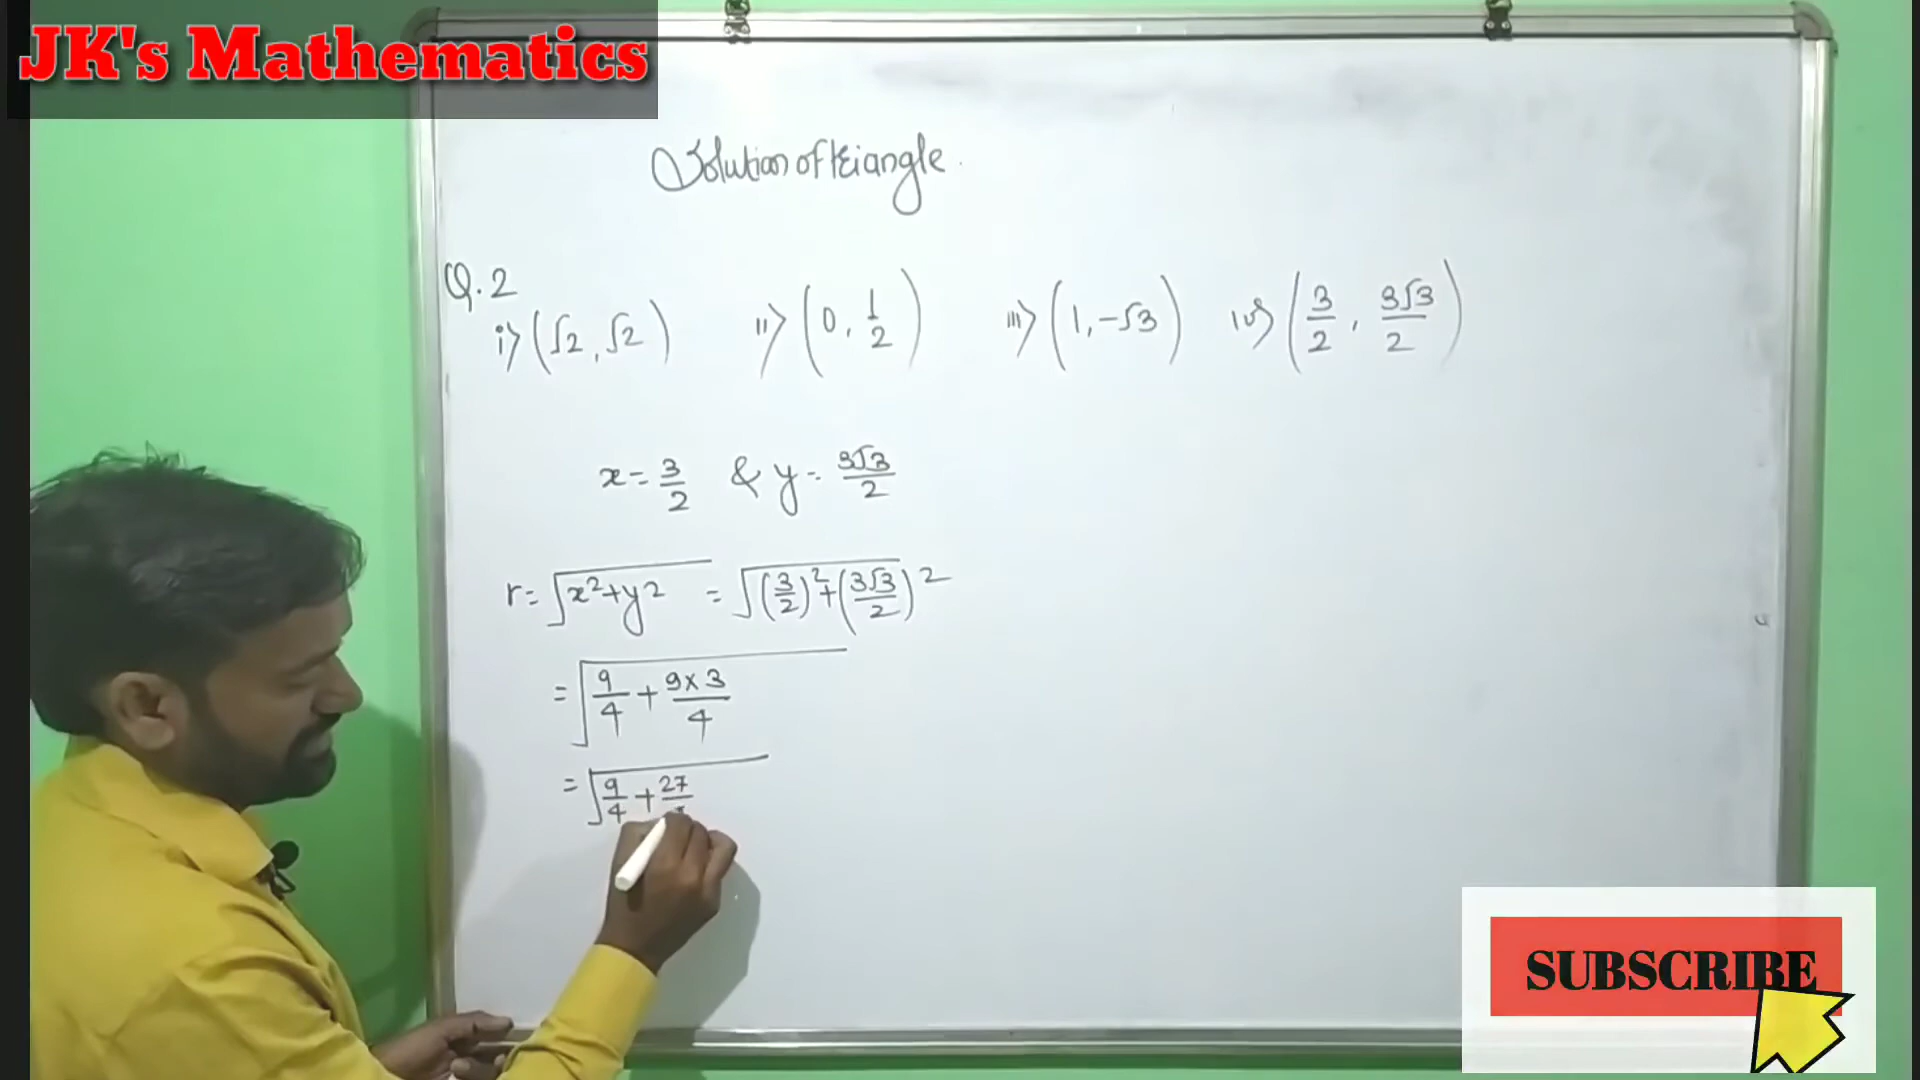 JK's Mathematics
Solution of triangle.
Q.2
i> (√2, √2) ii> (0, 1/2) iii> (1, -√3) iv> (3/2, 3√3/2)
x = 3/2 & y = 3√3/2
r = √x²+y² = √(3/2)²+(3√3/2)²
= √9/4 + 9×3/4
= √9/4 + 27
SUBSCRIBE